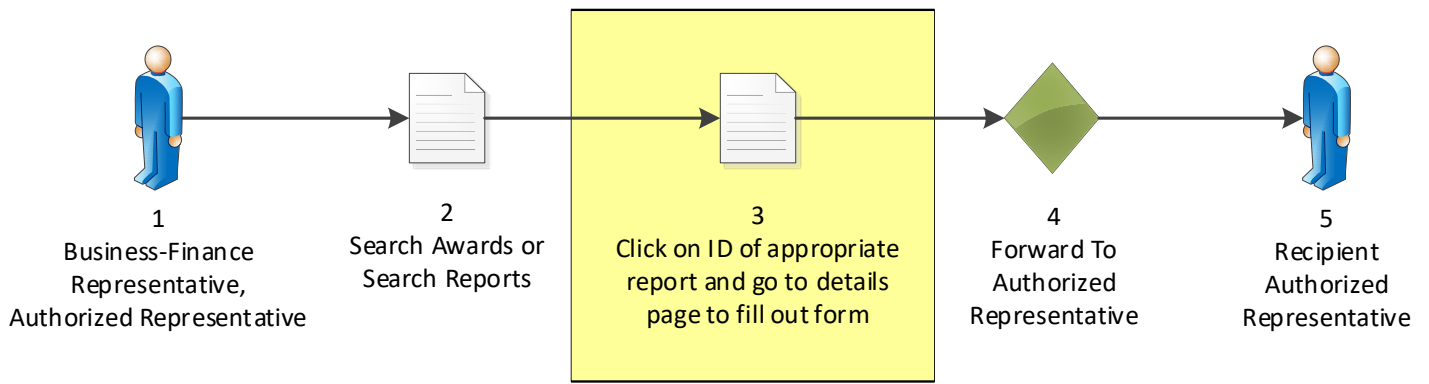 1
Business-Finance
Representative,
Authorized Representative
2
Search Awards or
Search Reports
3
Click on ID of appropriate
report and go to details
page to fill out form
4
Forward To
Authorized
Representative
5
Recipient
Authorized
Representative